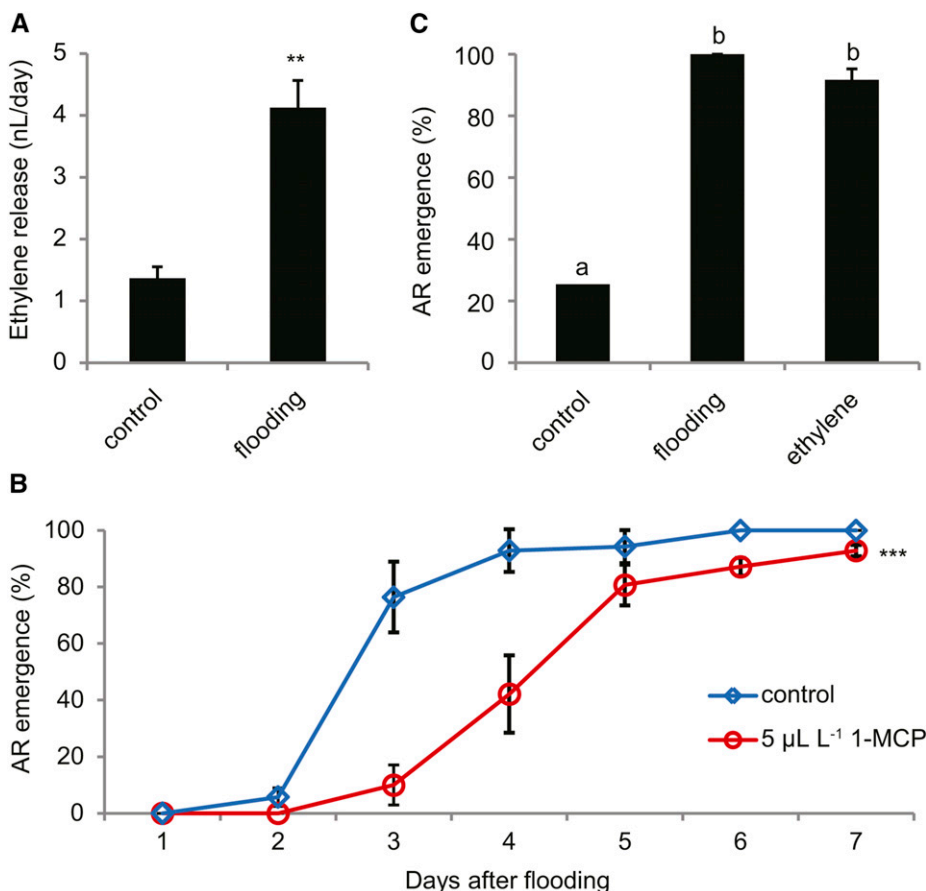 A
Ethylene release (nL/day)
5
4
3
2
1
0
**
control
flooding
C
AR emergence (%)
100
80
60
40
20
0
a
b
b
control
flooding
ethylene
B
AR emergence (%)
100
80
60
40
20
0
***
control
5 µL L⁻¹ 1-MCP
1 2 3 4 5 6 7
Days after flooding